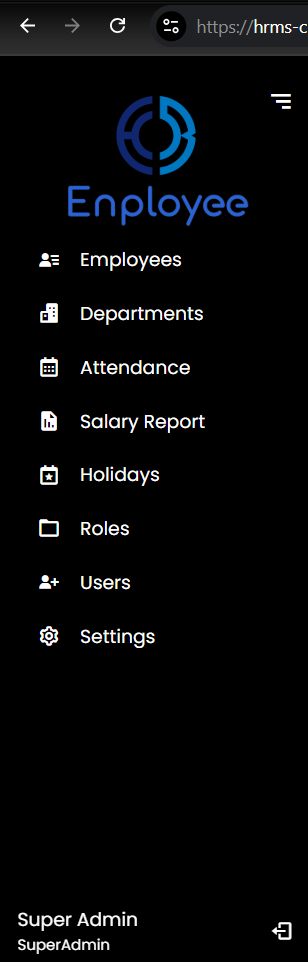 https://hrms-c
Enployee
Employees
Departments
Attendance
Salary Report
Holidays
Roles
Users
Settings
Super Admin
SuperAdmin